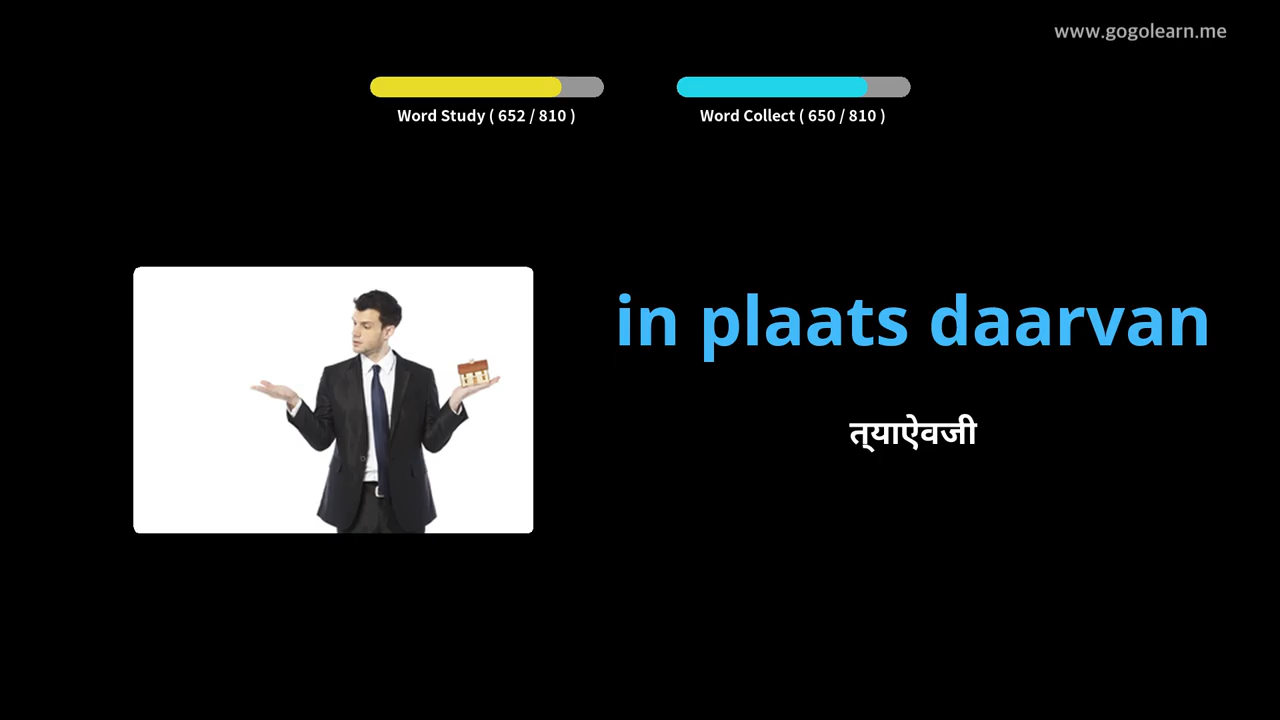 www.gogolearn.me
Word Study ( 652 / 810 )
Word Collect ( 650 / 810 )
in plaats daarvan
त्याऐवजी